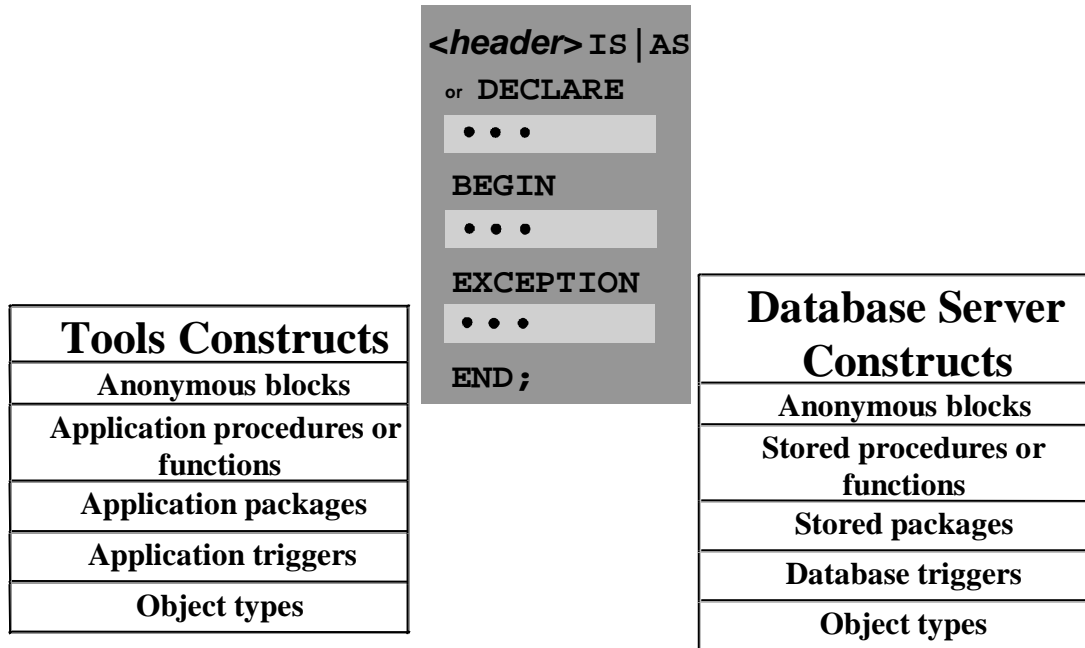 <header> IS|AS
or DECLARE
• • •
BEGIN
• • •
EXCEPTION
• • •
END;
Tools Constructs
Anonymous blocks
Application procedures or
functions
Application packages
Application triggers
Object types
Database Server
Constructs
Anonymous blocks
Stored procedures or
functions
Stored packages
Database triggers
Object types